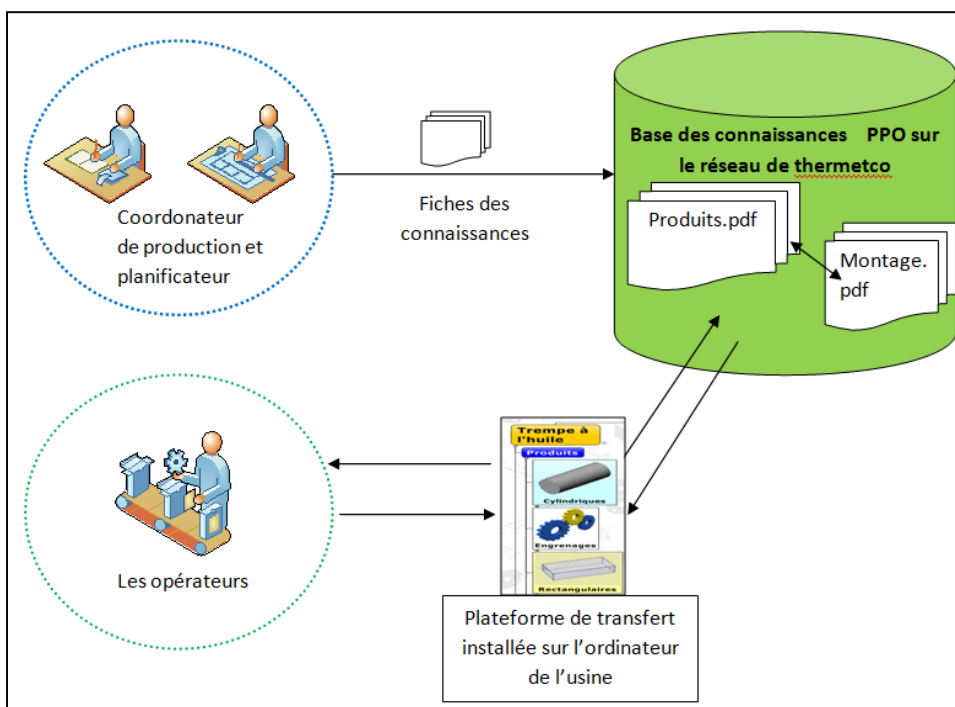 Coordonateur
de production et
planificateur
Fiches des
connaissances
Base des connaissances PPO sur
le réseau de thermetco
Produits.pdf
Montage.
pdf
Les opérateurs
Trempe à
l'huile
Produits
Cylindriques
Engrenages
Rectangulaires
Plateforme de transfert
installée sur l'ordinateur
de l'usine